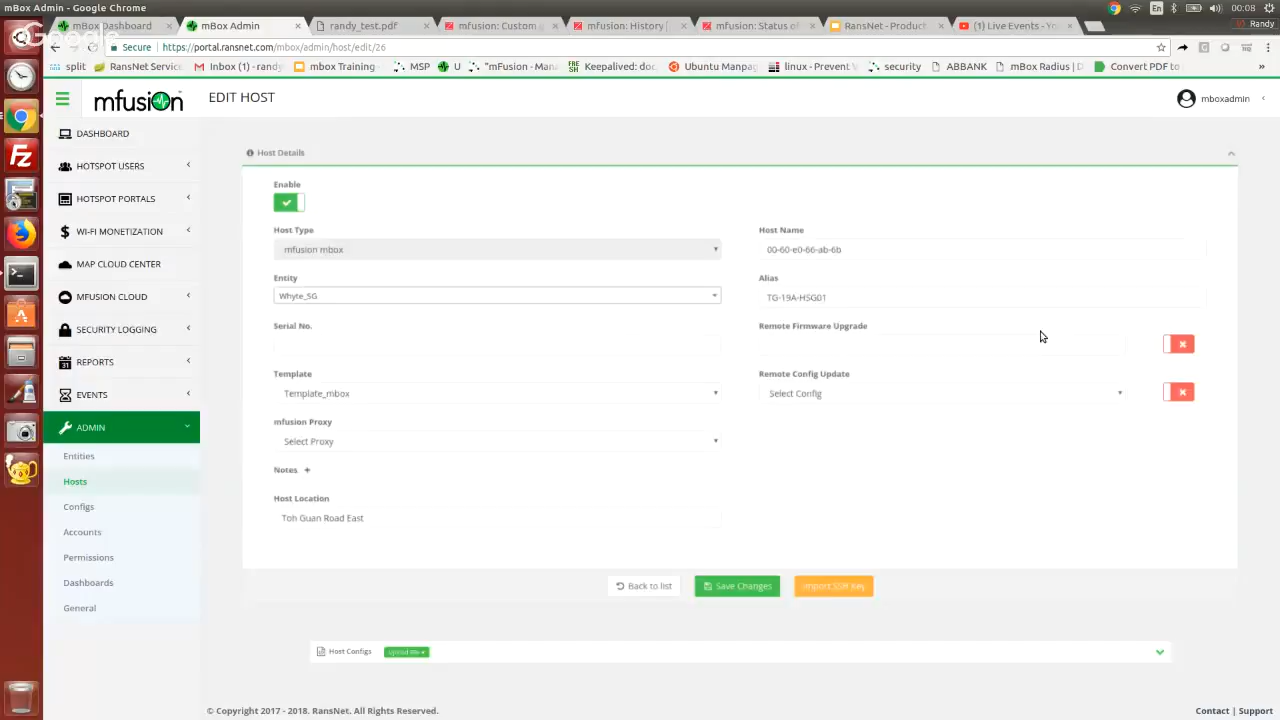 mBox Admin - Google Chrome
mBox Dashboard
mBox Admin
randy_test.pdf
mfusion: Custom
mfusion: History [
mfusion: Status o
RansNet - Product
(1) Live Events - Yo
00:08
Randy
Secure
https://portal.ransnet.com/mbox/admin/host/edit/26
split
RansNet Service
Inbox (1) - randy
mbox Training
MSP
U
"mFusion - Mana
Keepalived: doc
Ubuntu Manpag
linux - Prevent
security
ABBANK
mBox Radius | D
Convert PDF to
»
mfusion
EDIT HOST
mboxadmin
DASHBOARD
HOTSPOT USERS
HOTSPOT PORTALS
WI-FI MONETIZATION
MAP CLOUD CENTER
MFUSION CLOUD
SECURITY LOGGING
REPORTS
EVENTS
ADMIN
Entities
Hosts
Configs
Accounts
Permissions
Dashboards
General
Host Details
Enable
Host Type
mfusion mbox
Host Name
00-60-e0-66-ab-6b
Entity
Whyte_SG
Alias
TG-19A-HSG01
Serial No.
Remote Firmware Upgrade
Template
Template_mbox
Remote Config Update
Select Config
mfusion Proxy
Select Proxy
Notes +
Host Location
Toh Guan Road East
Back to list
Save Changes
Import SSH Key
Host Configs
Upload File
© Copyright 2017 - 2018. RansNet. All Rights Reserved.
Contact | Support